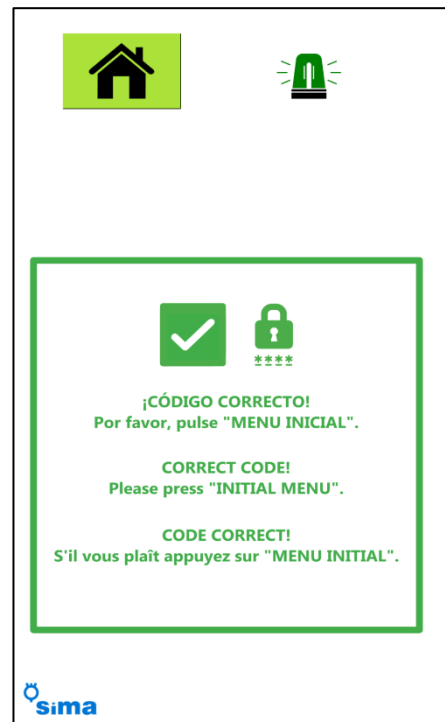 ****
¡CÓDIGO CORRECTO!
Por favor, pulse "MENU INICIAL".
CORRECT CODE!
Please press "INITIAL MENU".
CODE CORRECT!
S'il vous plaît appuyez sur "MENU INITIAL".
sima